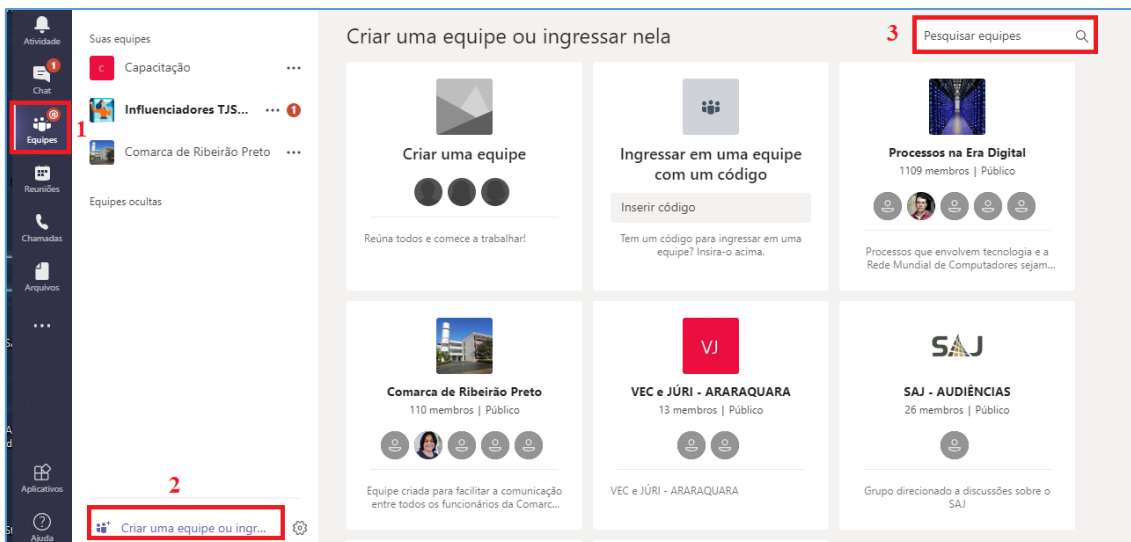 Atividade
1
Chat
Equipes
1
Reuniões
Chamadas
Arquivos
Aplicativos
Ajuda
Suas equipes
C
Capacitação
Influenciadores TJS...
1
Comarca de Ribeirão Preto
Equipes ocultas
2
Criar uma equipe ou ingr...
Criar uma equipe ou ingressar nela
3
Pesquisar equipes
Criar uma equipe
Reúna todos e comece a trabalhar!
Ingressar em uma equipe
com um código
Inserir código
Tem um código para ingressar em uma
equipe? Insira-o acima.
Processos na Era Digital
1109 membros | Público
Processos que envolvem tecnologia e a
Rede Mundial de Computadores sejam...
Comarca de Ribeirão Preto
110 membros | Público
Equipe criada para facilitar a comunicação
entre todos os funcionários da Comarc...
VJ
VEC e JÚRI - ARARAQUARA
13 membros | Público
VEC e JÚRI - ARARAQUARA
SAJ
SAJ - AUDIÊNCIAS
26 membros | Público
Grupo direcionado a discussões sobre o
SAJ